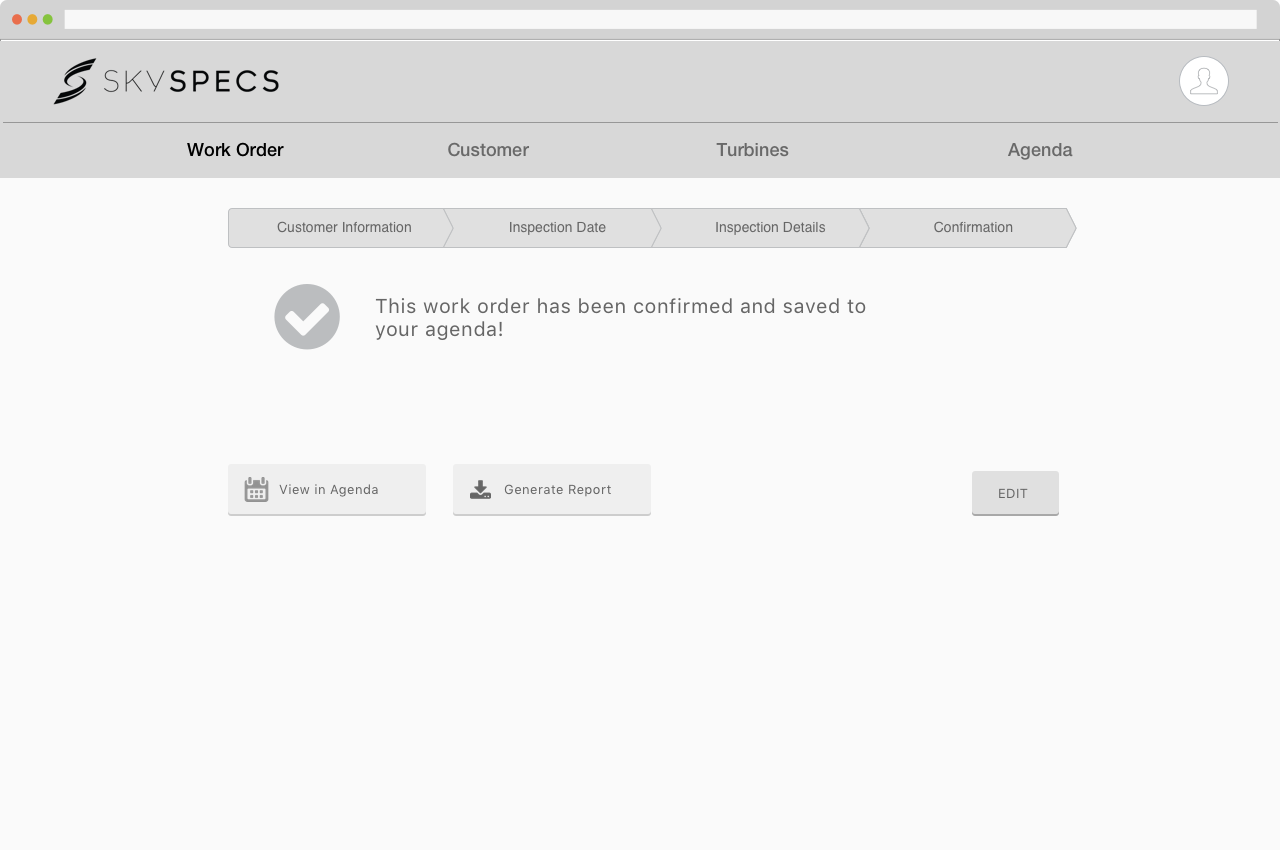 SKYSPECS
Work Order Customer Turbines Agenda
Customer Information Inspection Date Inspection Details Confirmation
This work order has been confirmed and saved to
your agenda!
View in Agenda Generate Report EDIT